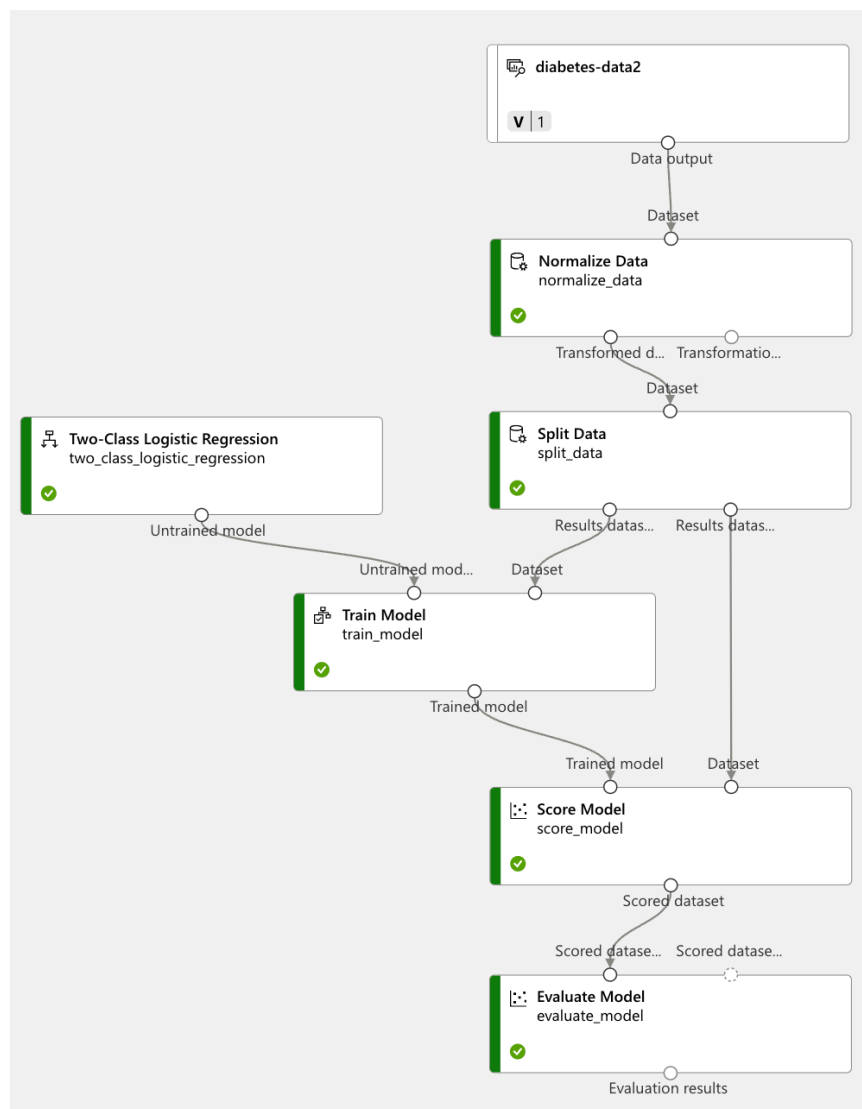 diabetes-data2
V 1
Data output
Dataset
Normalize Data
normalize_data
Transformed d...
Transformatio...
Dataset
Two-Class Logistic Regression
two_class_logistic_regression
Untrained model
Split Data
split_data
Results datas...
Results datas...
Untrained mod...
Dataset
Train Model
train_model
Trained model
Trained model
Dataset
Score Model
score_model
Scored dataset
Scored datase...
Scored datase...
Evaluate Model
evaluate_model
Evaluation results